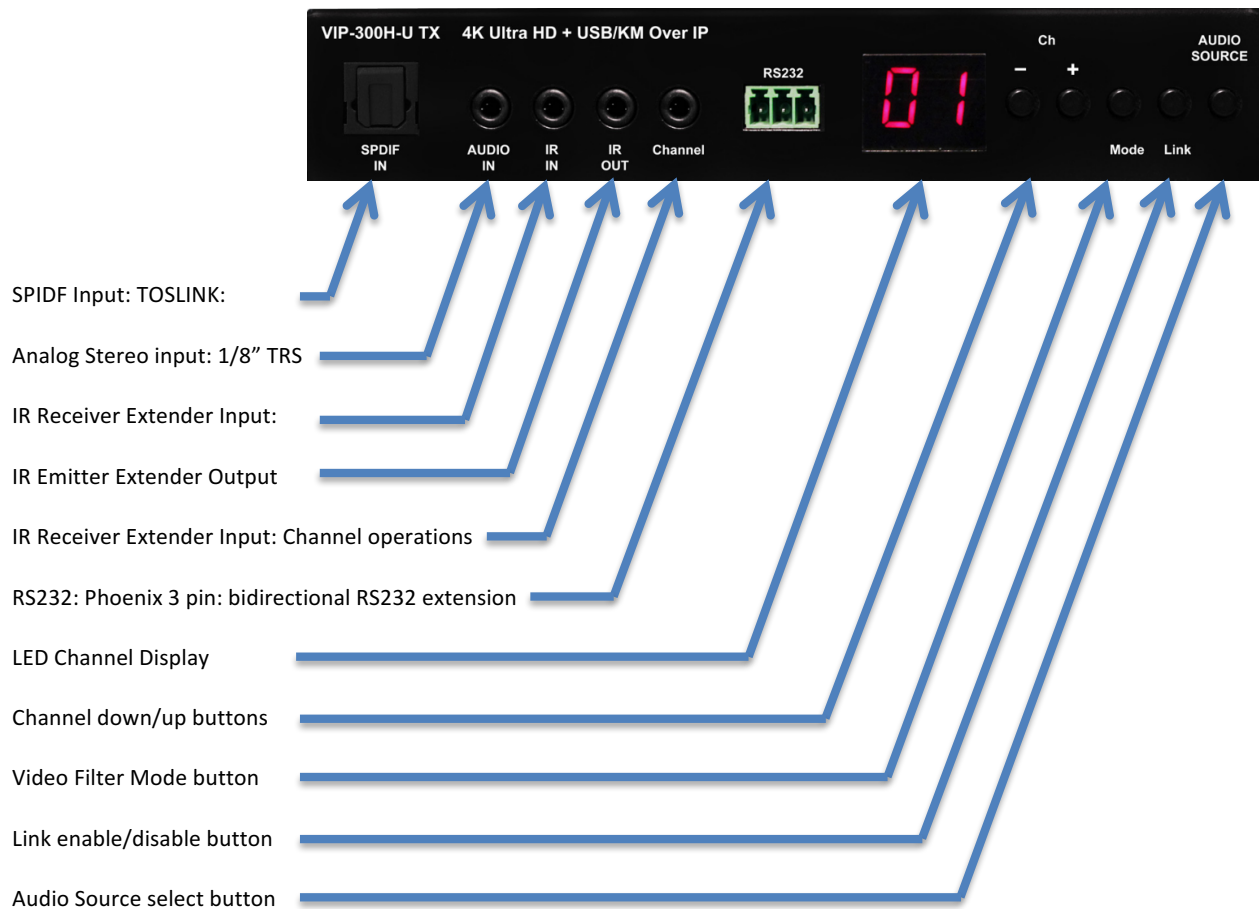 VIP-300H-U TX 4K Ultra HD + USB/KM Over IP
Ch
AUDIO
SOURCE
− +
RS232
01
SPDIF
IN
AUDIO
IN
IR
IN
IR
OUT
Channel
Mode Link
SPIDF Input: TOSLINK:
Analog Stereo input: 1/8” TRS
IR Receiver Extender Input:
IR Emitter Extender Output
IR Receiver Extender Input: Channel operations
RS232: Phoenix 3 pin: bidirectional RS232 extension
LED Channel Display
Channel down/up buttons
Video Filter Mode button
Link enable/disable button
Audio Source select button